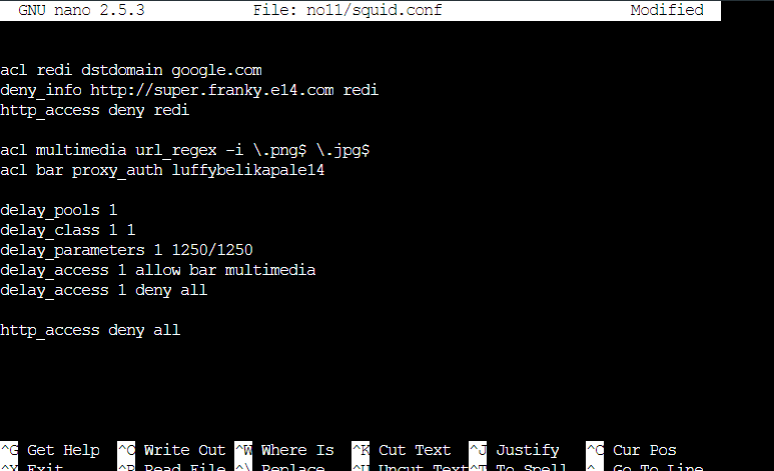 GNU nano 2.5.3 File: no11/squid.conf Modified
acl redi dstdomain google.com
deny_info http://super.franky.e14.com redi
http_access deny redi
acl multimedia url_regex -i \.png$ \.jpg$
acl bar proxy_auth luffybelikapale14
delay_pools 1
delay_class 1 1
delay_parameters 1 1250/1250
delay_access 1 allow bar multimedia
delay_access 1 deny all
http_access deny all
^G Get Help ^O Write Out ^W Where Is ^K Cut Text ^J Justify ^C Cur Pos
^X Exit ^R Read File ^\ Replace ^U Uncut Text ^T To Spell ^_ Go To Line